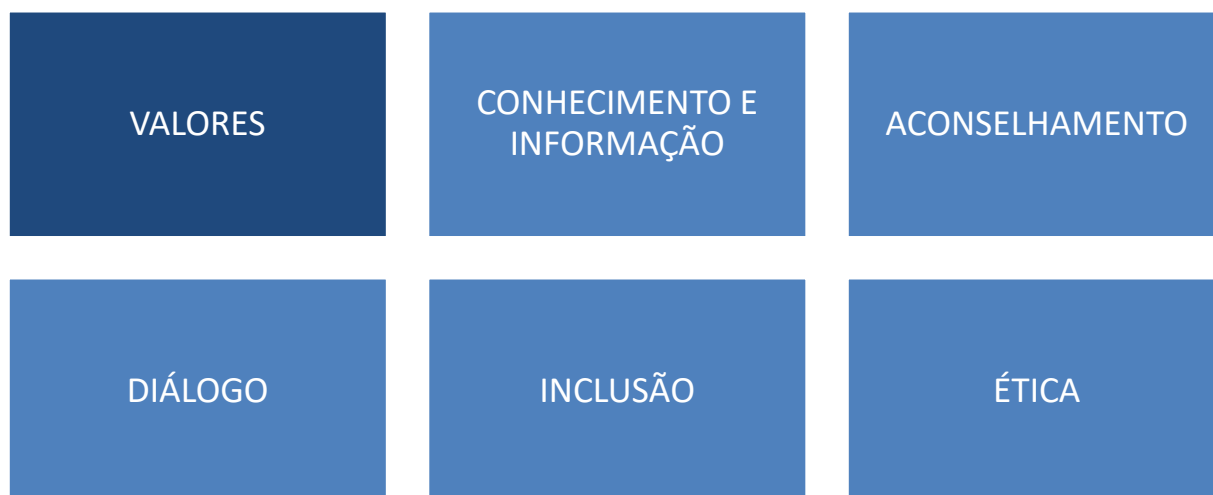 VALORES
CONHECIMENTO E
INFORMAÇÃO
ACONSELHAMENTO
DIÁLOGO
INCLUSÃO
ÉTICA